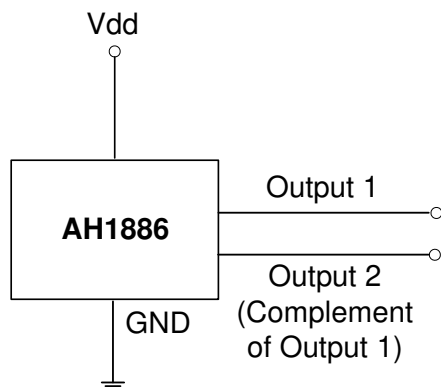 Vdd
Output 1
AH1886
Output 2
(Complement
of Output 1)
GND